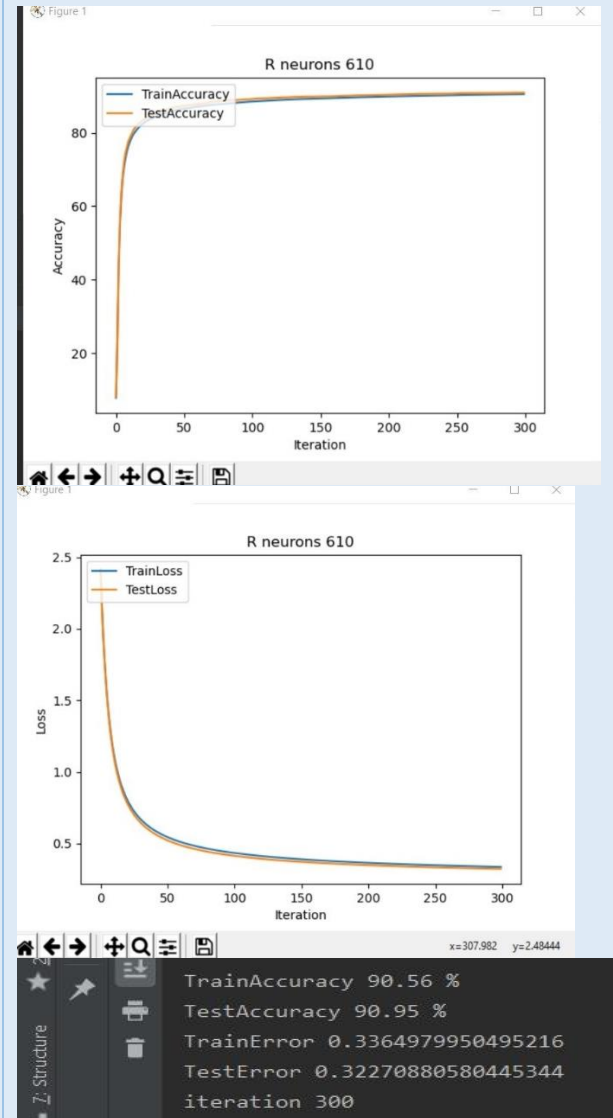 Figure 1
R neurons 610
TrainAccuracy
TestAccuracy
80
60
40
20
Accuracy
0 50 100 150 200 250 300
Iteration
Figure 1
R neurons 610
2.5
TrainLoss
TestLoss
2.0
1.5
1.0
0.5
Loss
0 50 100 150 200 250 300
Iteration
x=307.982 y=2.48444
TrainAccuracy 90.56 %
TestAccuracy 90.95 %
TrainError 0.3364979950495216
TestError 0.32270880580445344
iteration 300
7: Structure